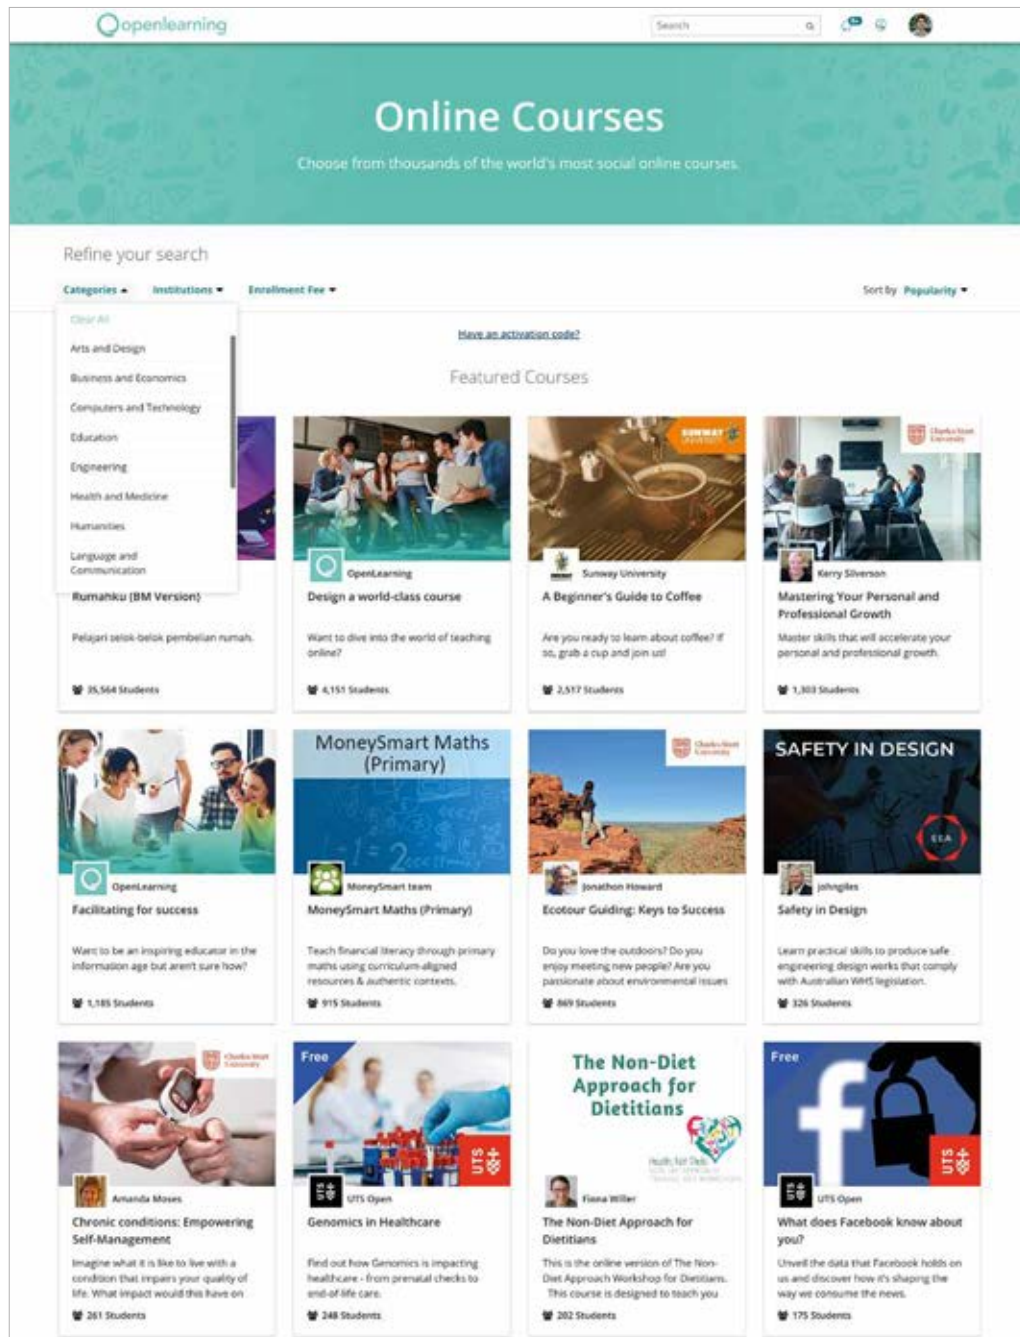 openlearning
Search
Online Courses
Choose from thousands of the world's most social online courses.
Refine your search
Categories Institutions Enrollment Fee
Sort by Popularity
Clear All
Arts and Design
Business and Economics
Computers and Technology
Education
Engineering
Health and Medicine
Humanities
Language and
Communication
Have an activation code?
Featured Courses
Rumahku (BM Version)
Pelajari selok-belok pembelian rumah.
35,564 Students
OpenLearning
Design a world-class course
Want to dive into the world of teaching
online?
4,151 Students
SUNWAY
UNIVERSITY
Sunway University
A Beginner's Guide to Coffee
Are you ready to learn about coffee? If
so, grab a cup and join us!
2,517 Students
Charles Sturt
University
Kerry Silverson
Mastering Your Personal and
Professional Growth
Master skills that will accelerate your
personal and professional growth.
1,303 Students
OpenLearning
Facilitating for success
Want to be an inspiring educator in the
information age but aren't sure how?
1,185 Students
MoneySmart Maths
(Primary)
MoneySmart team
MoneySmart Maths (Primary)
Teach financial literacy through primary
maths using curriculum-aligned
resources & authentic contexts.
915 Students
Charles Sturt
University
Jonathon Howard
Ecotour Guiding: Keys to Success
Do you love the outdoors? Do you
enjoy meeting new people? Are you
passionate about environmental issues
869 Students
SAFETY IN DESIGN
johngiles
Safety in Design
Learn practical skills to produce safe
engineering design works that comply
with Australian WHS legislation.
326 Students
Charles Sturt
University
Amanda Moses
Chronic conditions: Empowering
Self-Management
Imagine what it is like to live with a
condition that impairs your quality of
life. What impact would this have on
261 Students
Free
UTS
UTS
UTS Open
Genomics in Healthcare
Find out how Genomics is impacting
healthcare - from prenatal checks to
end-of-life care.
248 Students
The Non-Diet
Approach for
Dietitians
Fiona Willer
The Non-Diet Approach for
Dietitians
This is the online version of The Non-
Diet Approach Workshop for Dietitians.
This course is designed to teach you
202 Students
Free
UTS
UTS
UTS Open
What does Facebook know about
you?
Unveil the data that Facebook holds on
us and discover how it's shaping the
way we consume the news.
175 Students